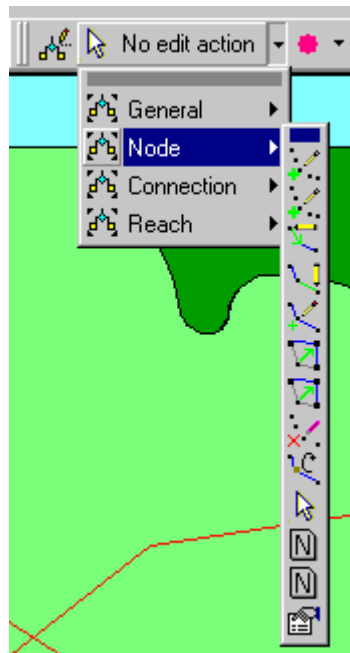 No edit action
General
Node
Connection
Reach
N
N